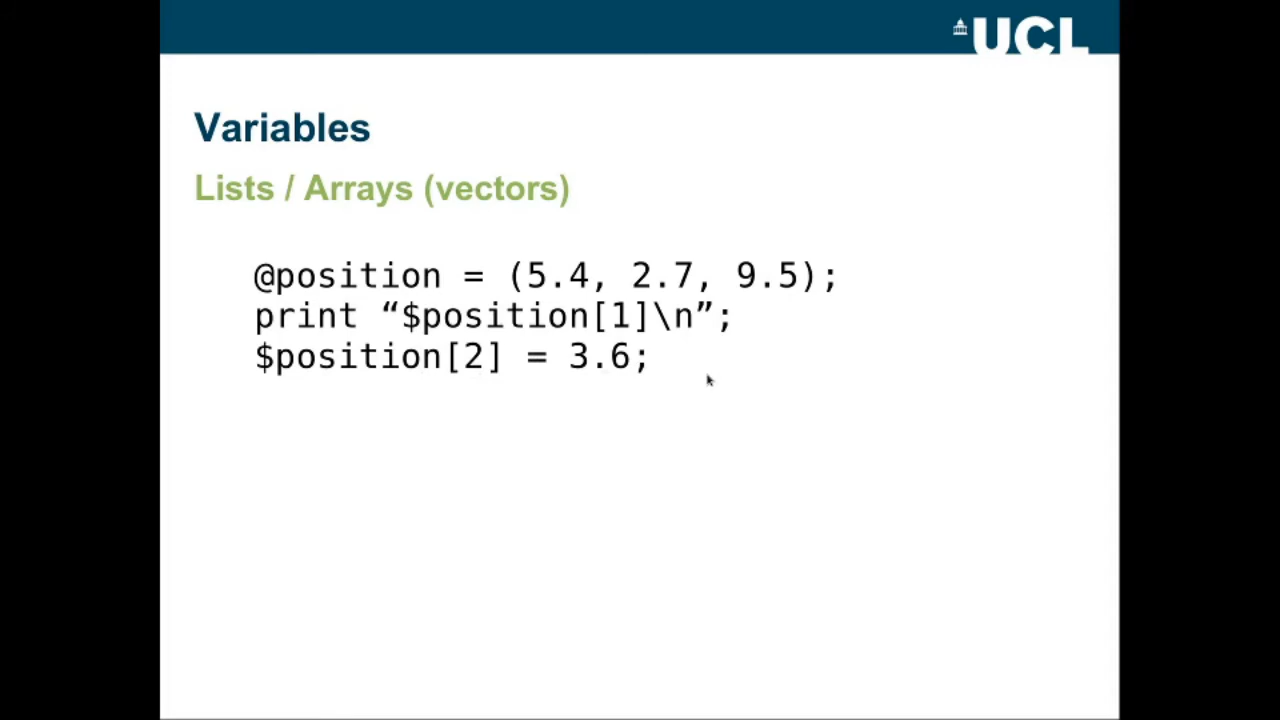 UCL
Variables
Lists / Arrays (vectors)
@position = (5.4, 2.7, 9.5);
print “$position[1]\n”;
$position[2] = 3.6;